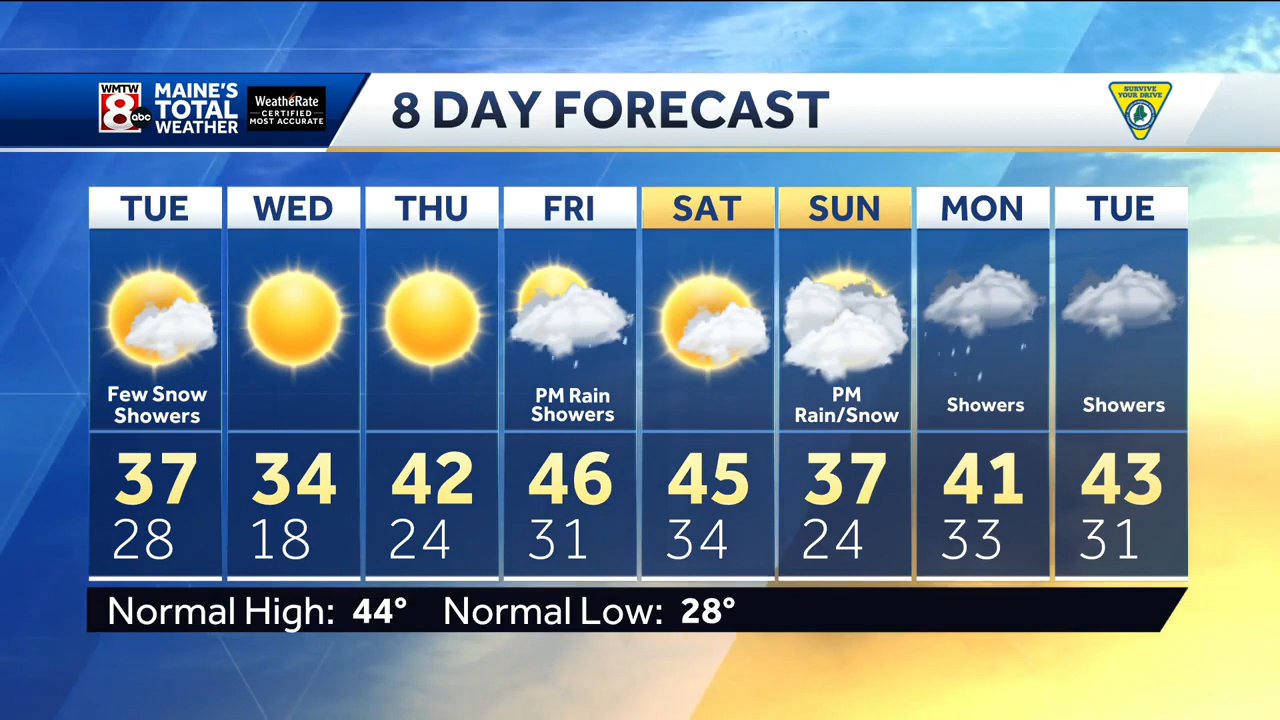 WMTW
8
abc
MAINE'S
TOTAL
WEATHER
WeatheRate
CERTIFIED
MOST ACCURATE
8 DAY FORECAST
SURVIVE
YOUR DRIVE
TUE WED THU FRI SAT SUN MON TUE
Few Snow
Showers
PM Rain
Showers
PM
Rain/Snow
Showers
Showers
37 34 42 46 45 37 41 43
28 18 24 31 34 24 33 31
Normal High: 44° Normal Low: 28°